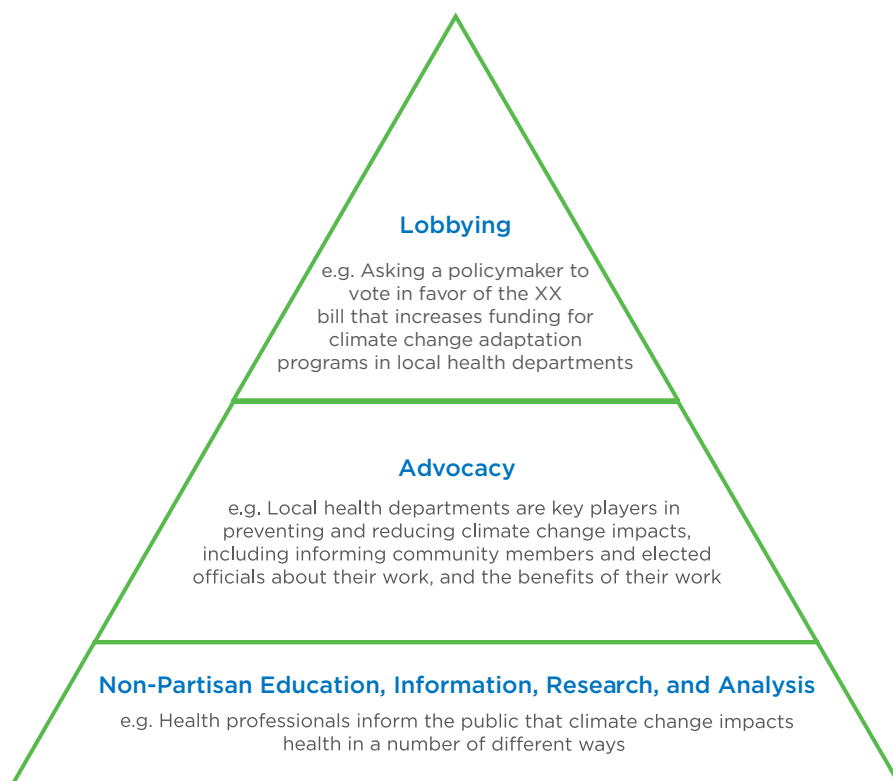 Lobbying
e.g. Asking a policymaker to
vote in favor of the XX
bill that increases funding for
climate change adaptation
programs in local health departments
Advocacy
e.g. Local health departments are key players in
preventing and reducing climate change impacts,
including informing community members and elected
officials about their work, and the benefits of their work
Non-Partisan Education, Information, Research, and Analysis
e.g. Health professionals inform the public that climate change impacts
health in a number of different ways